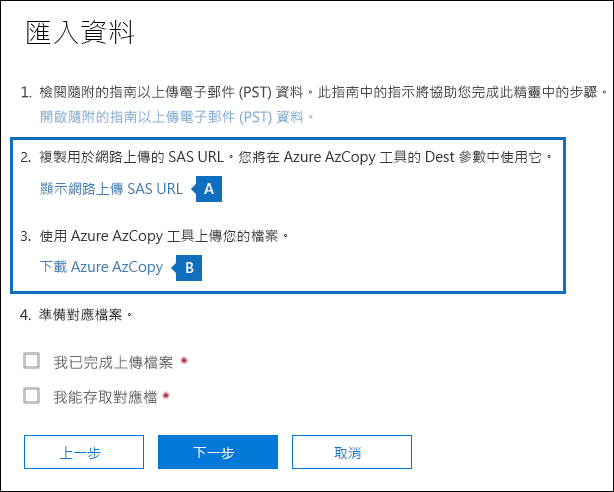 匯入資料
1. 檢閱隨附的指南以上傳電子郵件 (PST) 資料。此指南中的指示將協助您完成此精靈中的步驟。
開啟隨附的指南以上傳電子郵件 (PST) 資料。
2. 複製用於網路上傳的 SAS URL。您將在 Azure AzCopy 工具的 Dest 參數中使用它。
顯示網路上傳 SAS URL A
3. 使用 Azure AzCopy 工具上傳您的檔案。
下載 Azure AzCopy B
4. 準備對應檔案。
我已完成上傳檔案 *
我能存取對應檔 *
上一步 下一步 取消